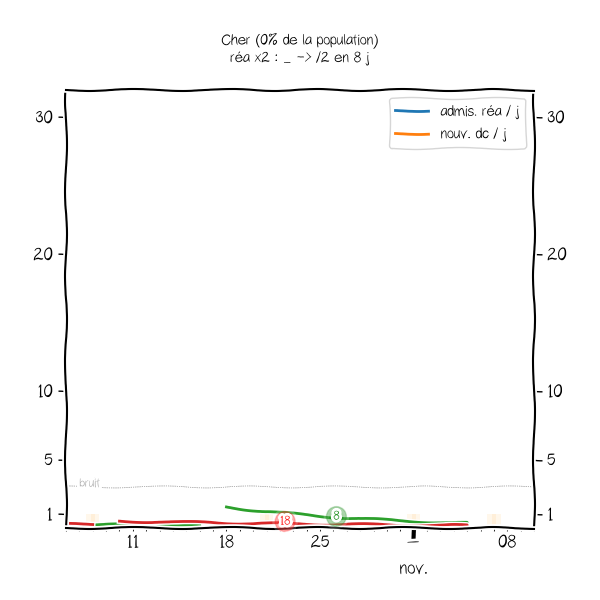 Cher (0% de la population)
réa x2 : _ -> /2 en 8 j
admis. réa / j
nouv. dc / j
30
30
20
20
10
10
5
5
bruit
1
18
8
1
11
18
25
_
08
nov.